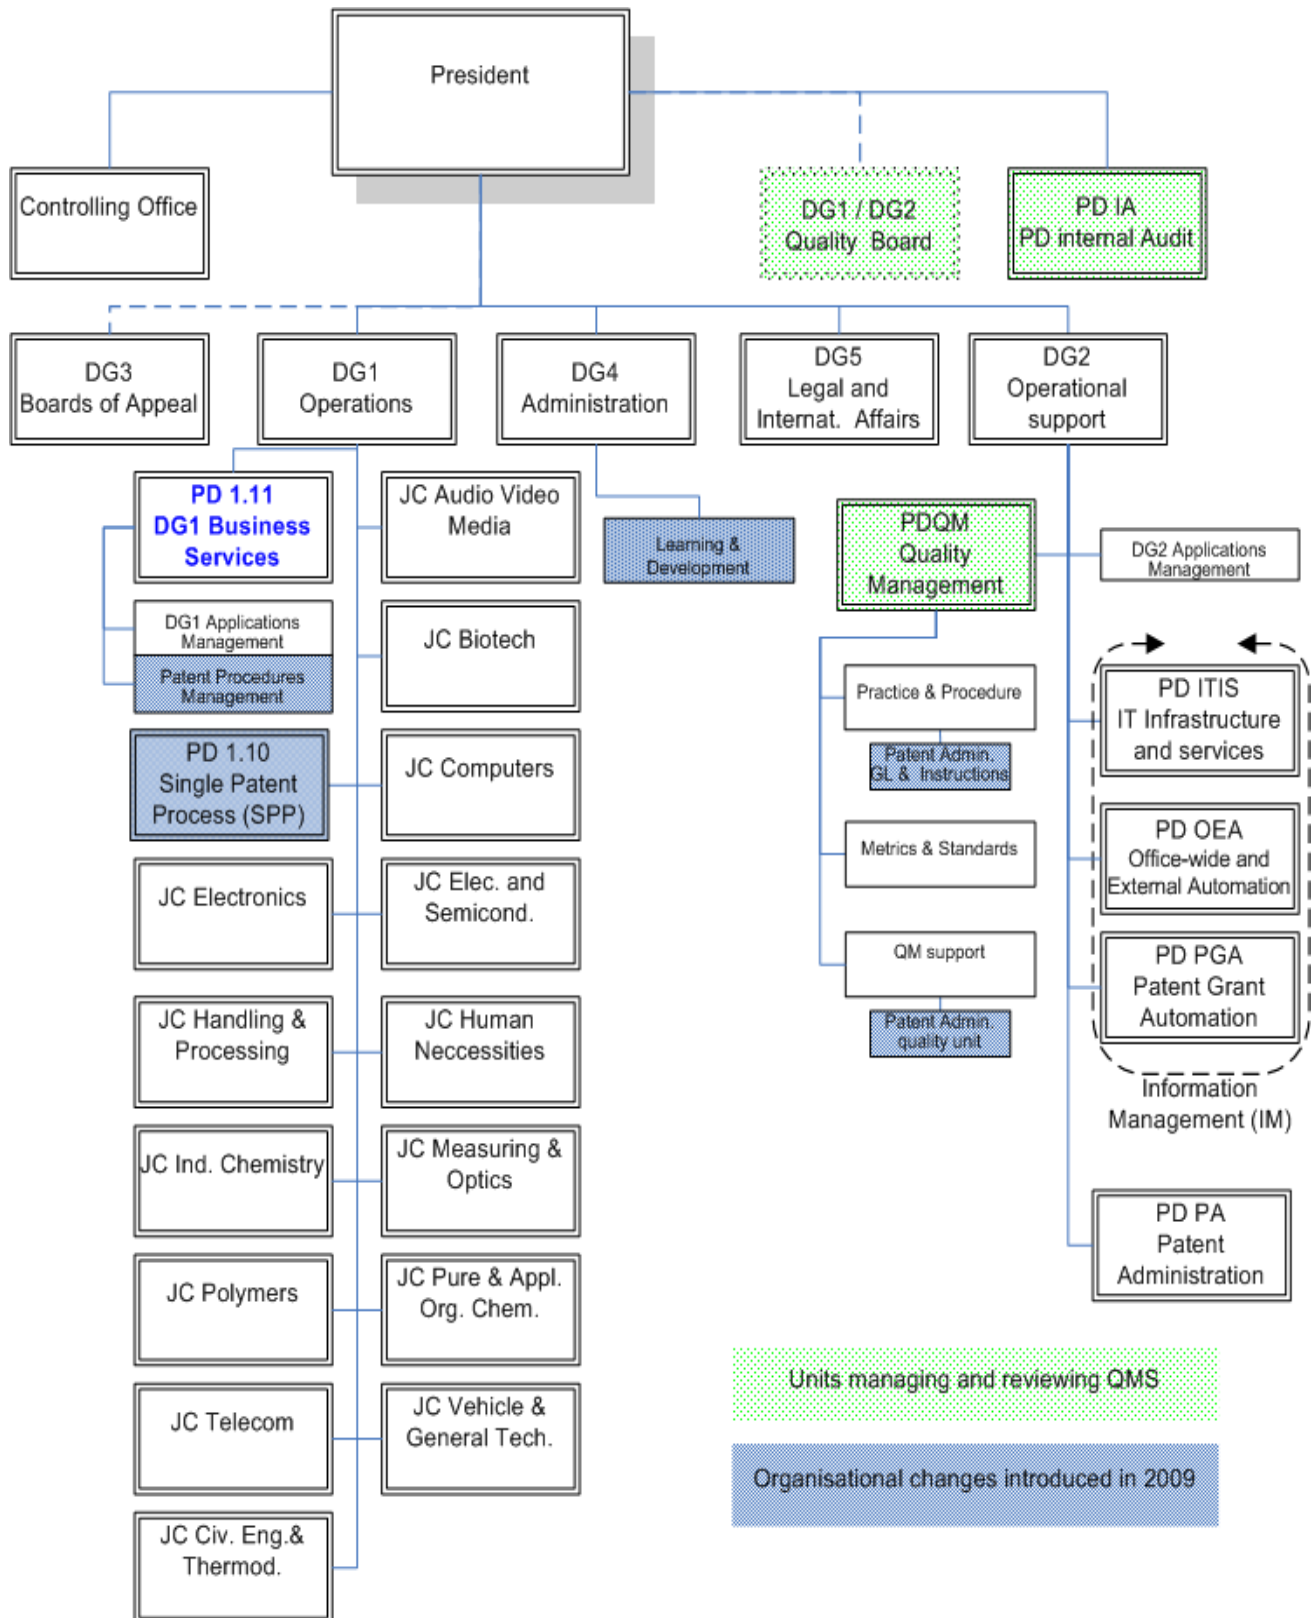 President
Controlling Office
DG1 / DG2
Quality Board
PD IA
PD internal Audit
DG3
Boards of Appeal
DG1
Operations
DG4
Administration
DG5
Legal and
Internat. Affairs
DG2
Operational
support
PD 1.11
DG1 Business
Services
JC Audio Video
Media
Learning &
Development
PDQM
Quality
Management
DG2 Applications
Management
DG1 Applications
Management
Patent Procedures
Management
JC Biotech
Practice & Procedure
Patent Admin.
GL & Instructions
PD ITIS
IT Infrastructure
and services
PD 1.10
Single Patent
Process (SPP)
JC Computers
Metrics & Standards
PD OEA
Office-wide and
External Automation
JC Electronics
JC Elec. and
Semicond.
QM support
Patent Admin.
quality unit
PD PGA
Patent Grant
Automation
Information
Management (IM)
JC Handling &
Processing
JC Human
Neccessities
JC Ind. Chemistry
JC Measuring &
Optics
PD PA
Patent
Administration
JC Polymers
JC Pure & Appl.
Org. Chem.
JC Telecom
JC Vehicle &
General Tech.
JC Civ. Eng.&
Thermod.
Units managing and reviewing QMS
Organisational changes introduced in 2009